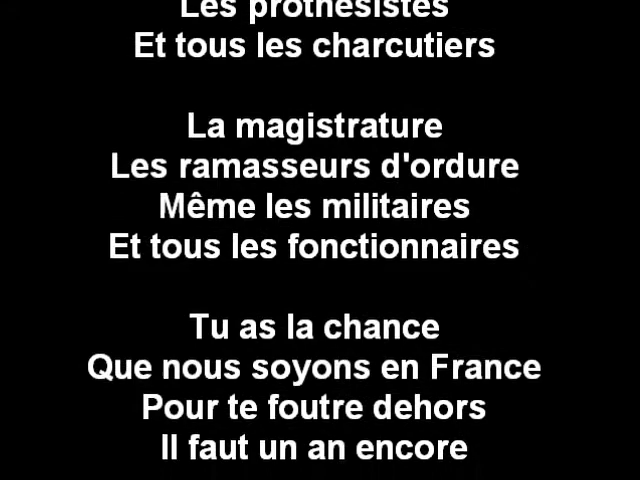 Les prothésistes
Et tous les charcutiers
La magistrature
Les ramasseurs d'ordure
Même les militaires
Et tous les fonctionnaires
Tu as la chance
Que nous soyons en France
Pour te foutre dehors
Il faut un an encore